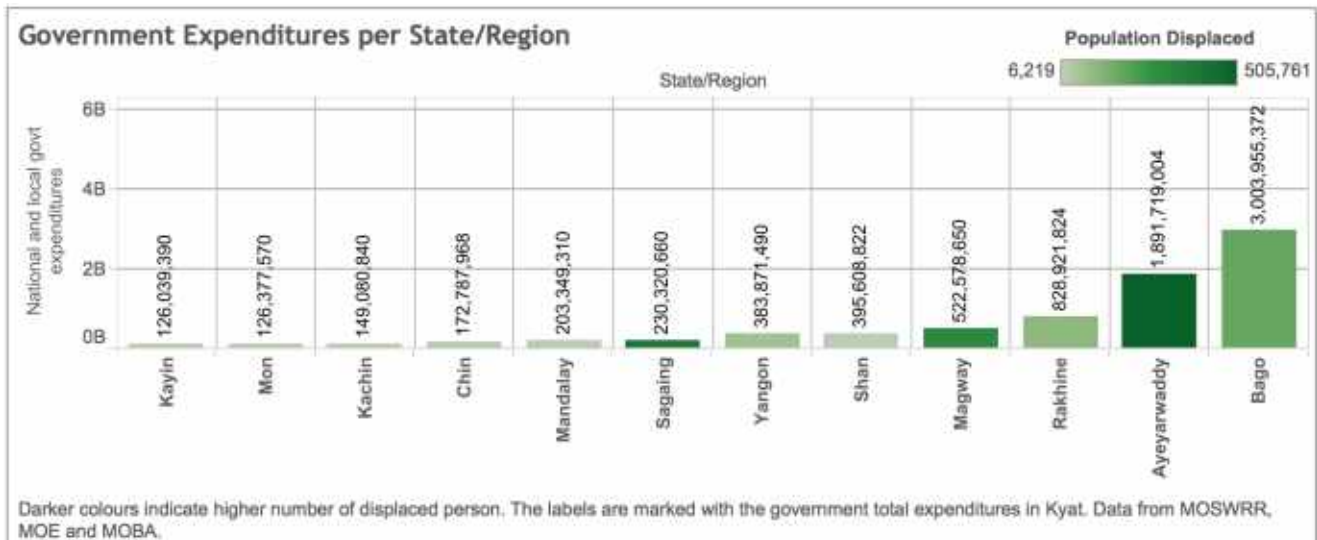 Government Expenditures per State/Region
Population Displaced
6,219
505,761
State/Region
National and local govt
expenditures
6B
4B
2B
0B
126,039,390
126,377,570
149,080,840
172,787,968
203,349,310
230,320,660
383,871,490
395,608,822
522,578,650
828,921,824
1,891,719,004
3,003,955,372
Kayin
Mon
Kachin
Chin
Mandalay
Sagaing
Yangon
Shan
Magway
Rakhine
Ayeyarwaddy
Bago
Darker colours indicate higher number of displaced person. The labels are marked with the government total expenditures in Kyat. Data from MOSWRR,
MOE and MOBA.